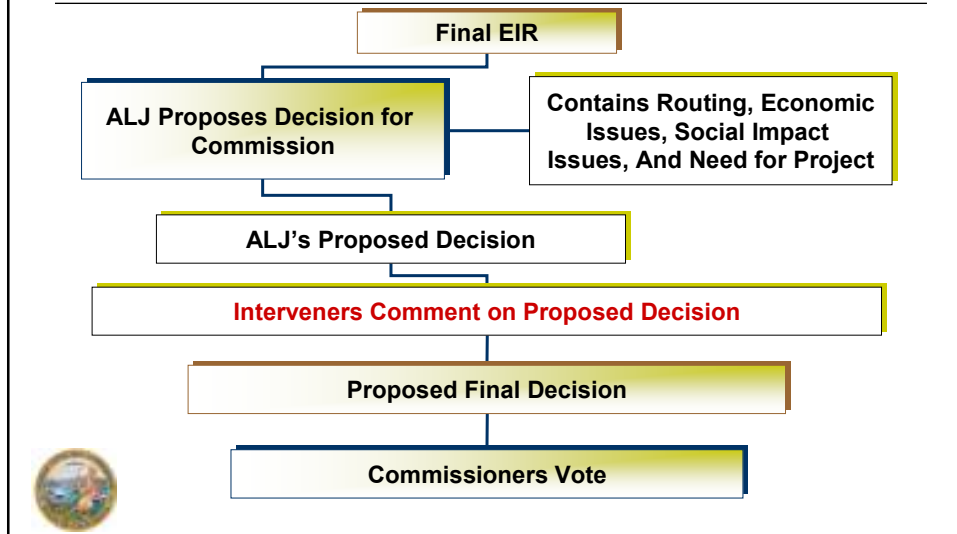 Final EIR
ALJ Proposes Decision for
Commission
Contains Routing, Economic
Issues, Social Impact
Issues, And Need for Project
ALJ’s Proposed Decision
Interveners Comment on Proposed Decision
Proposed Final Decision
Commissioners Vote